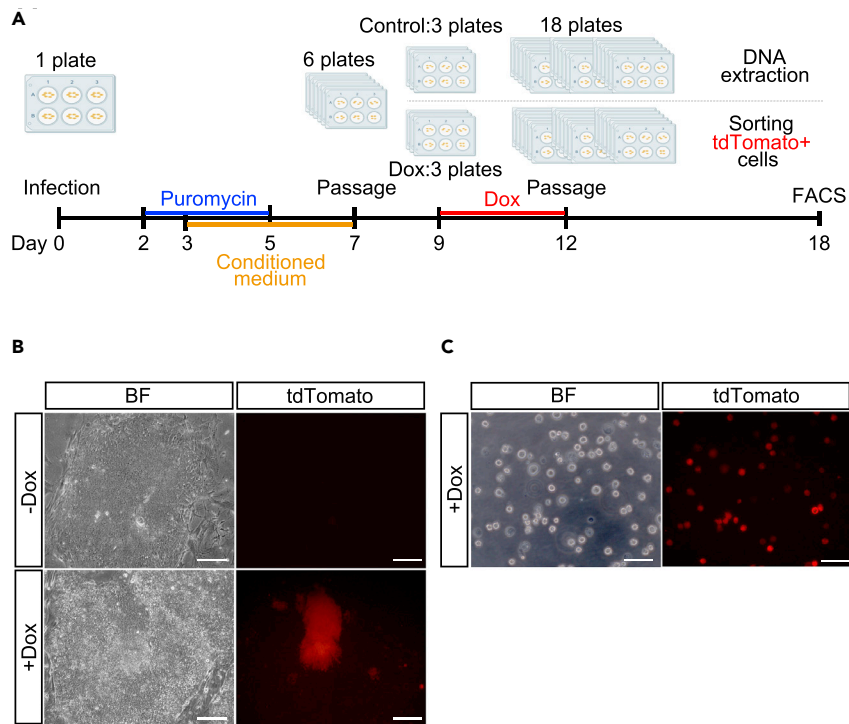 A
Control:3 plates
18 plates
1 plate
6 plates
DNA
extraction
Sorting
tdTomato+
cells
Dox:3 plates
Infection
Puromycin
Passage
Dox
Passage
FACS
Day 0
2
3
5
7
9
12
18
Conditioned
medium
B
BF
tdTomato
-Dox
+Dox
C
BF
tdTomato
+Dox